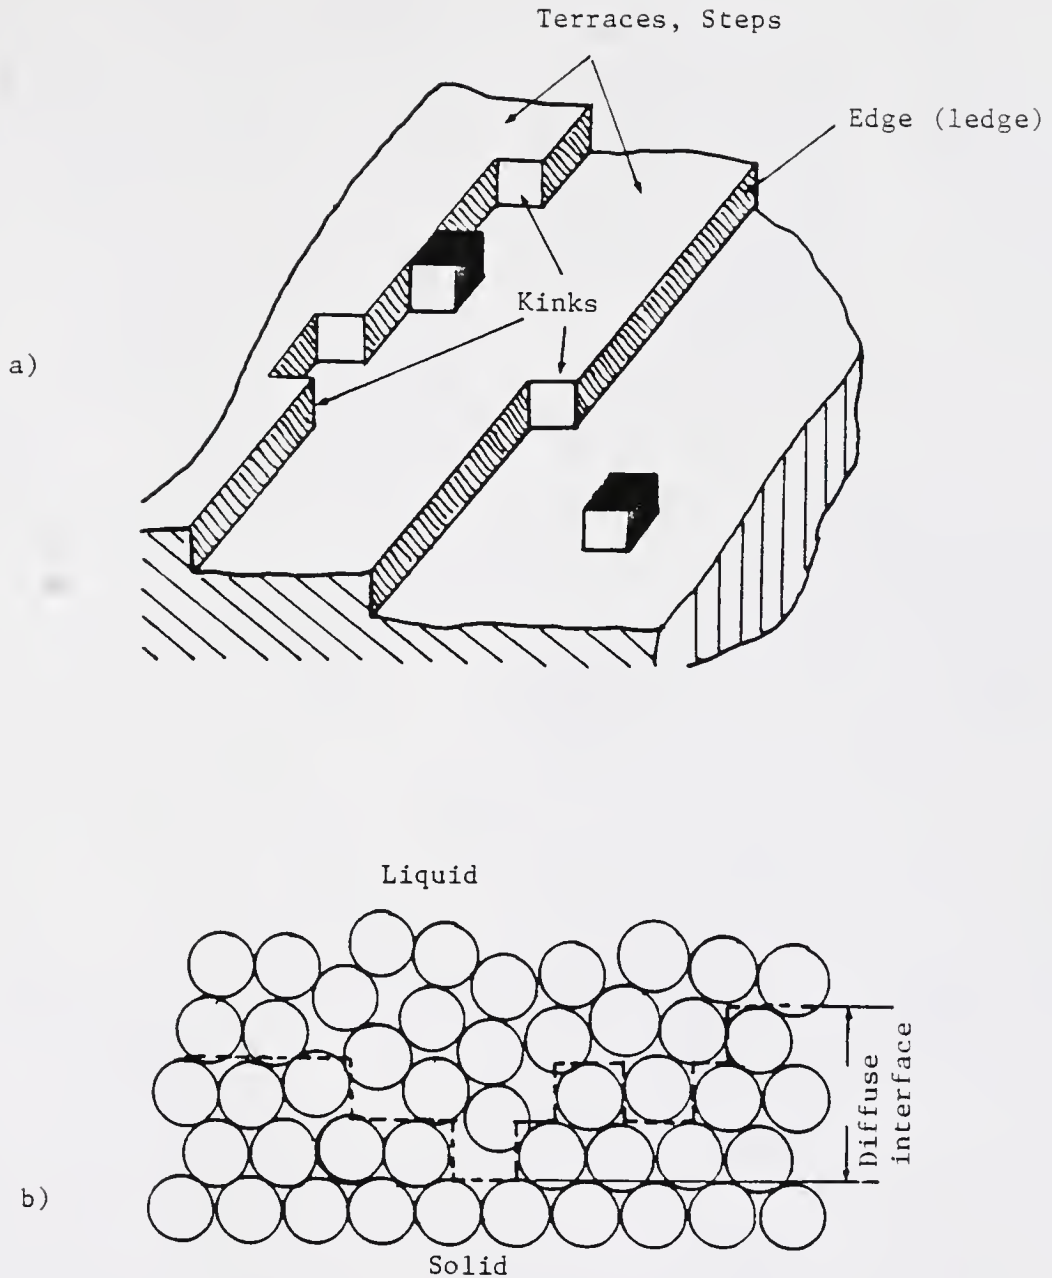 Terraces, Steps
Edge (ledge)
Kinks
a)
Liquid
Diffuse
interface
b)
Solid